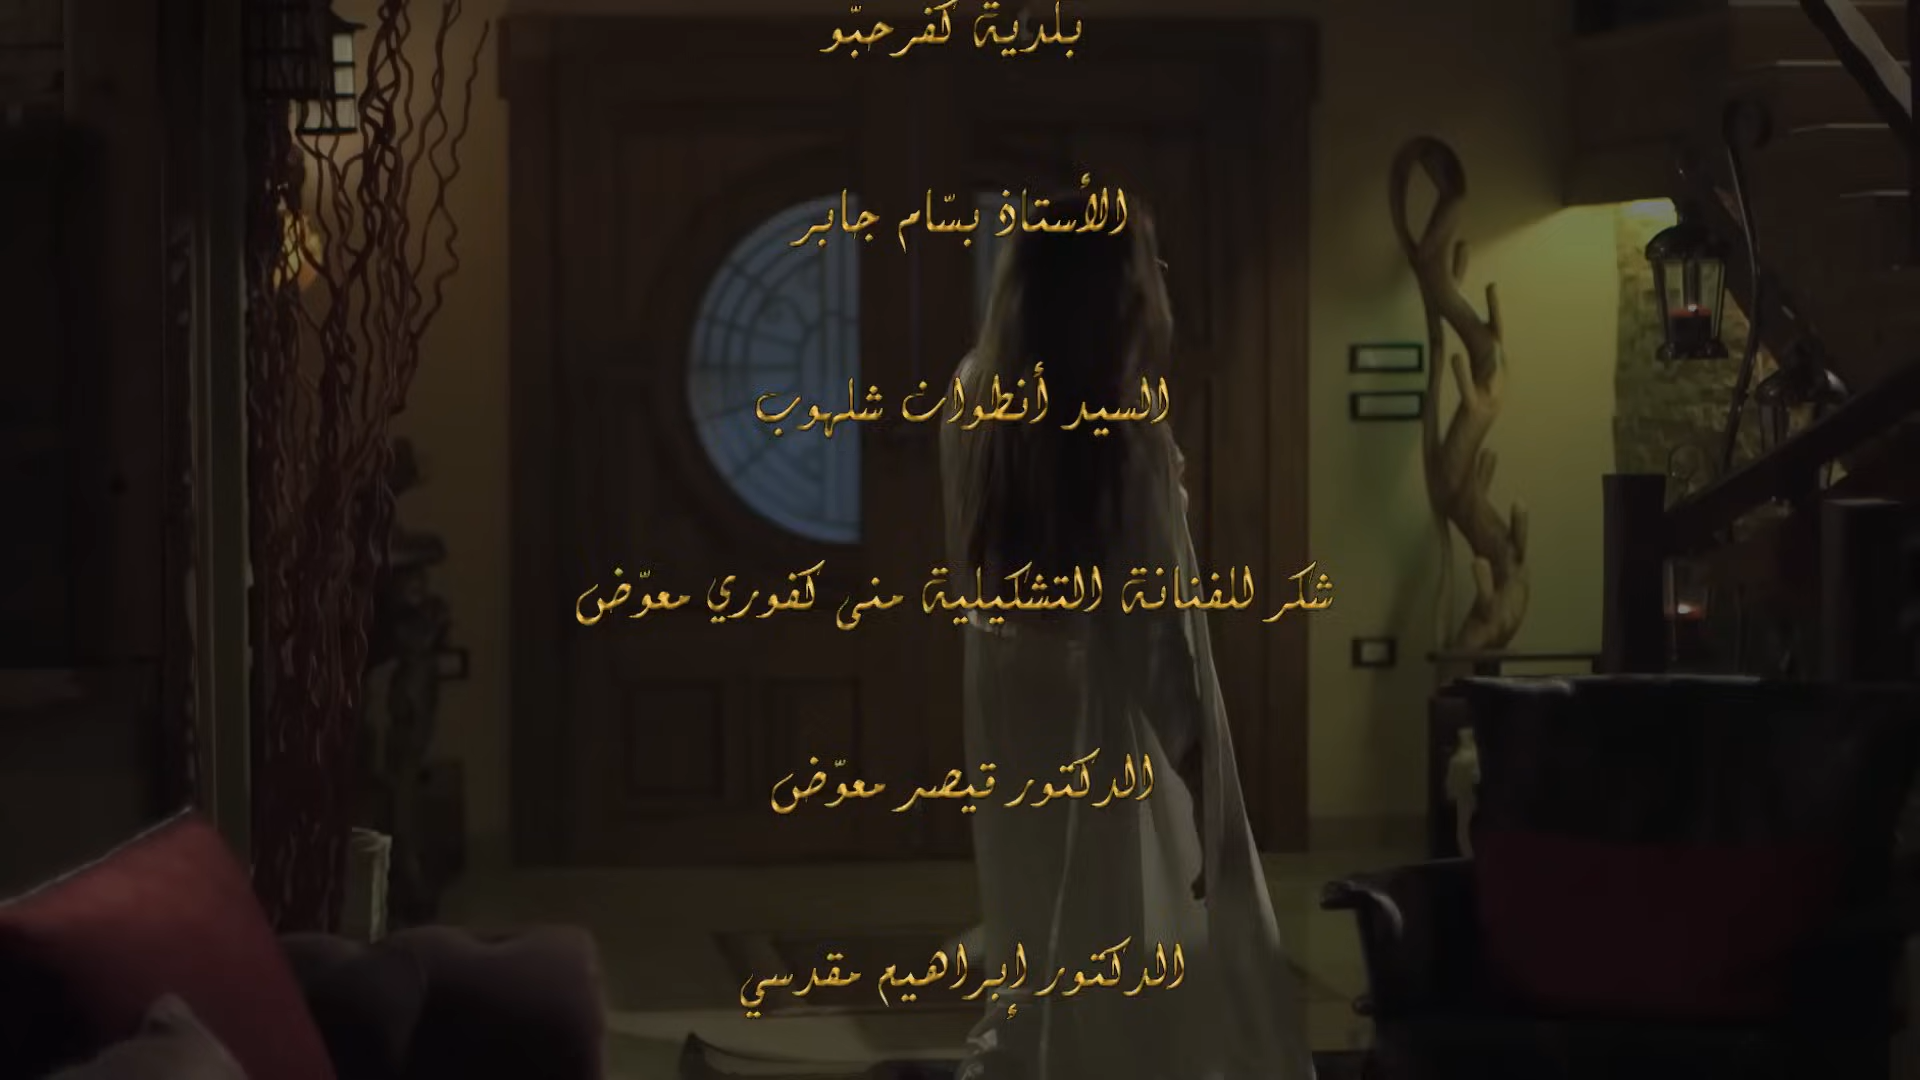 بلدية كفرحبّو
الأستاذ بسّام جابر
السيد أنطوان شلهوب
شكر للفنانة التشكيلية منى كفوري معوّض
الدكتور قيصر معوّض
الدكتور إبراهيم مقدسي